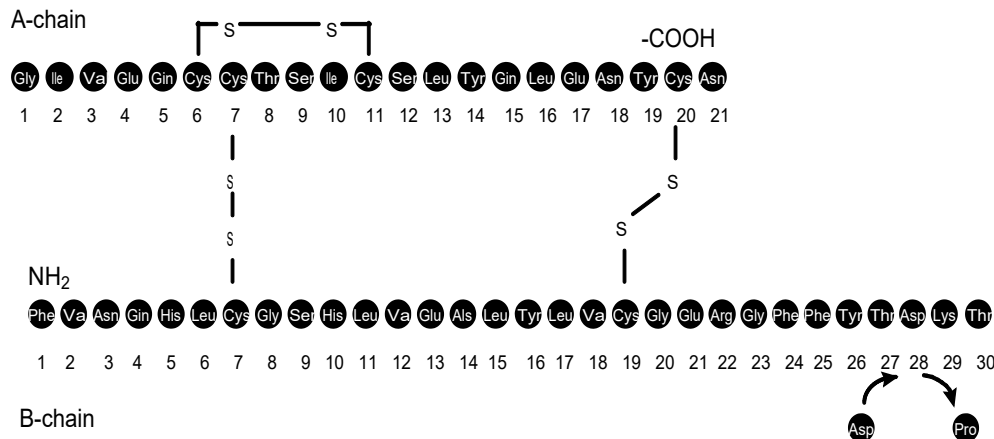 A-chain
S S
-COOH
Gly Ile Va Glu Gin Cys Cys Thr Ser Ile Cys Ser Leu Tyr Gin Leu Glu Asn Tyr Cys Asn
1 2 3 4 5 6 7 8 9 10 11 12 13 14 15 16 17 18 19 20 21
S S
S S
NH2
Phe Va Asn Gin His Leu Cys Gly Ser His Leu Va Glu Als Leu Tyr Leu Va Cys Gly Glu Arg Gly Phe Phe Tyr Thr Asp Lys Thr
1 2 3 4 5 6 7 8 9 10 11 12 13 14 15 16 17 18 19 20 21 22 23 24 25 26 27 28 29 30
B-chain
Asp Pro